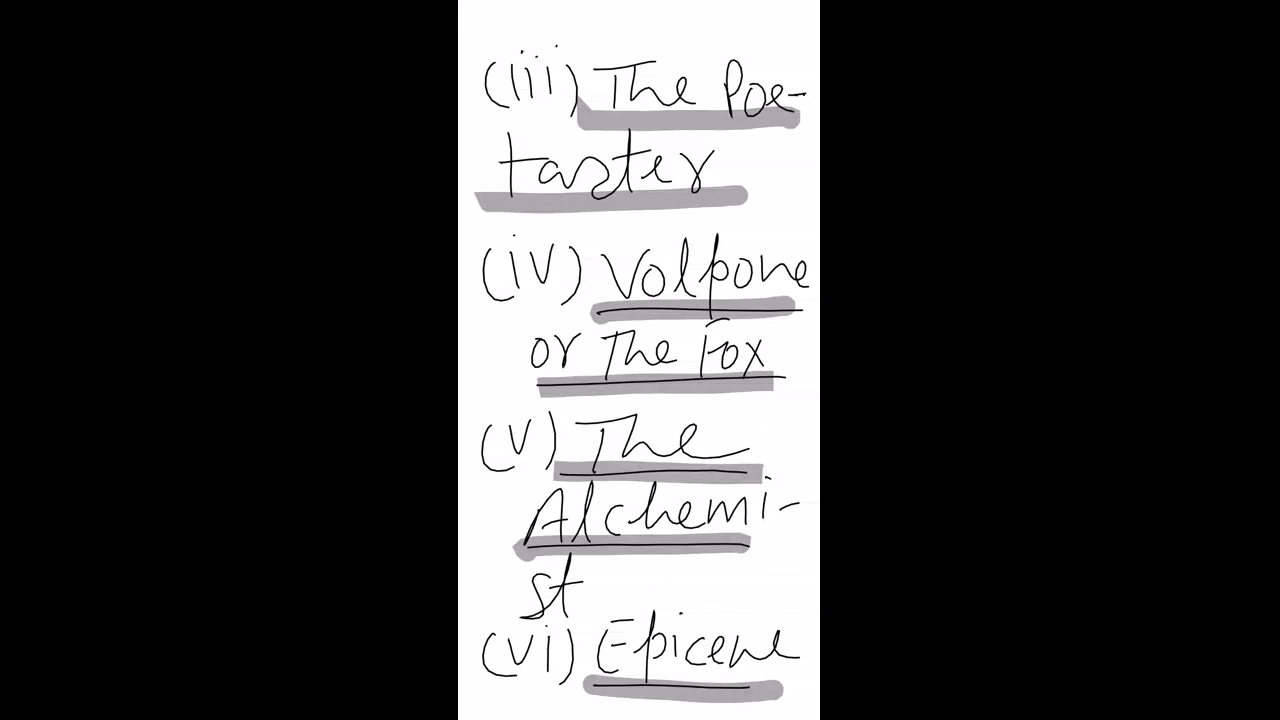 (iii) The Poe-
taster
(iv) Volpone
or The Fox
(v) The
Alchemi-
st
(vi) Epicene